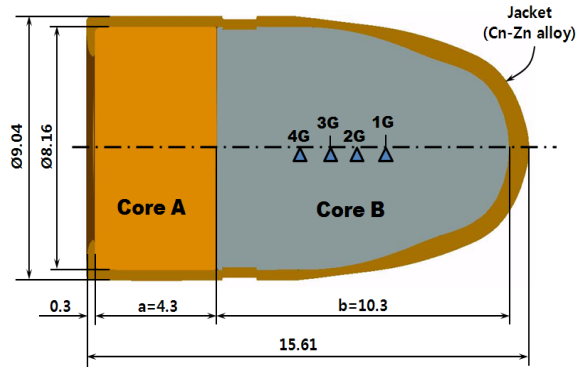 Jacket
(Cn-Zn alloy)
Ø9.04
Ø8.16
4G
3G
2G
1G
Core A
Core B
0.3
a=4.3
b=10.3
15.61